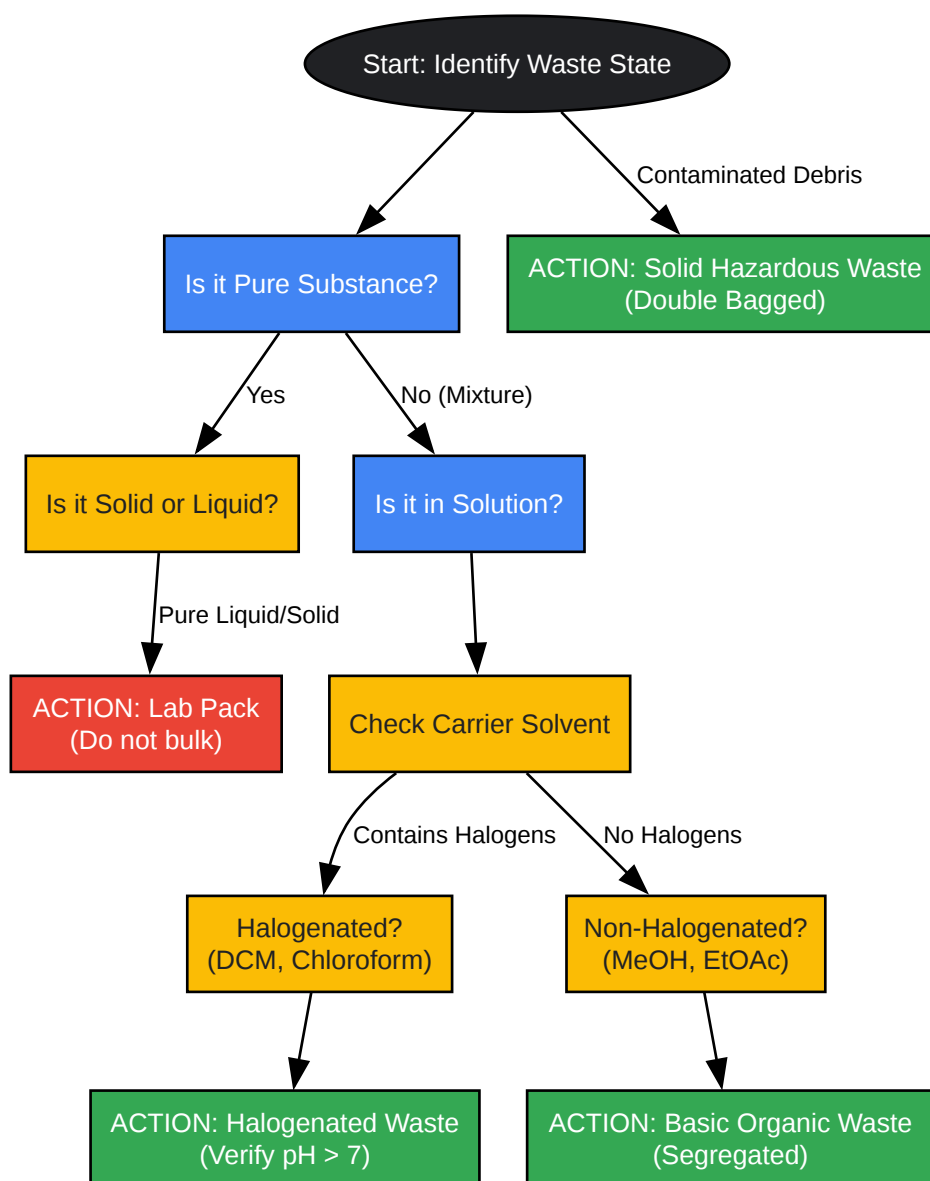 Start: Identify Waste State
Contaminated Debris
Is it Pure Substance?
ACTION: Solid Hazardous Waste
(Double Bagged)
Yes
No (Mixture)
Is it Solid or Liquid?
Is it in Solution?
Pure Liquid/Solid
ACTION: Lab Pack
(Do not bulk)
Check Carrier Solvent
Contains Halogens
No Halogens
Halogenated?
(DCM, Chloroform)
Non-Halogenated?
(MeOH, EtOAc)
ACTION: Halogenated Waste
(Verify pH > 7)
ACTION: Basic Organic Waste
(Segregated)